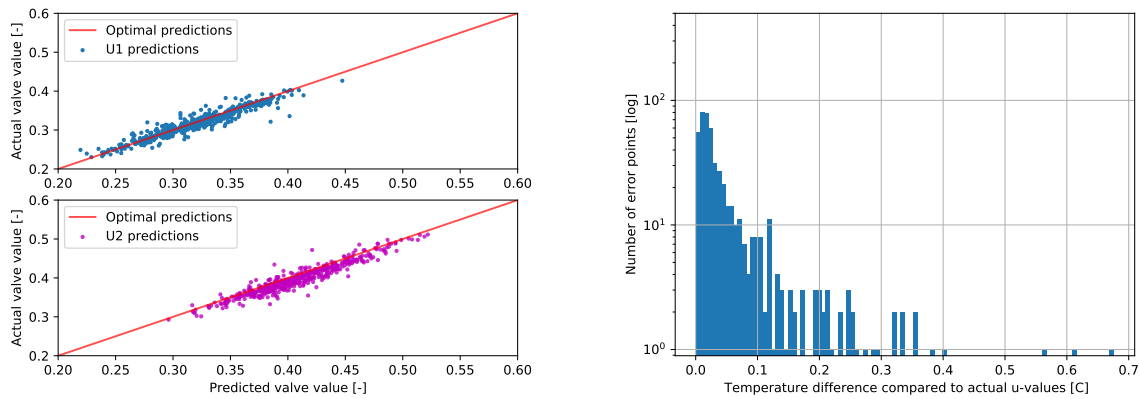 Actual valve value [-]
0.6
0.5
0.4
0.3
0.2
Optimal predictions
U1 predictions
0.20 0.25 0.30 0.35 0.40 0.45 0.50 0.55 0.60
Actual valve value [-]
0.6
0.5
0.4
0.3
0.2
Optimal predictions
U2 predictions
0.20 0.25 0.30 0.35 0.40 0.45 0.50 0.55 0.60
Predicted valve value [-]
Number of error points [log]
10²
10¹
10⁰
0.0 0.1 0.2 0.3 0.4 0.5 0.6 0.7
Temperature difference compared to actual u-values [C]